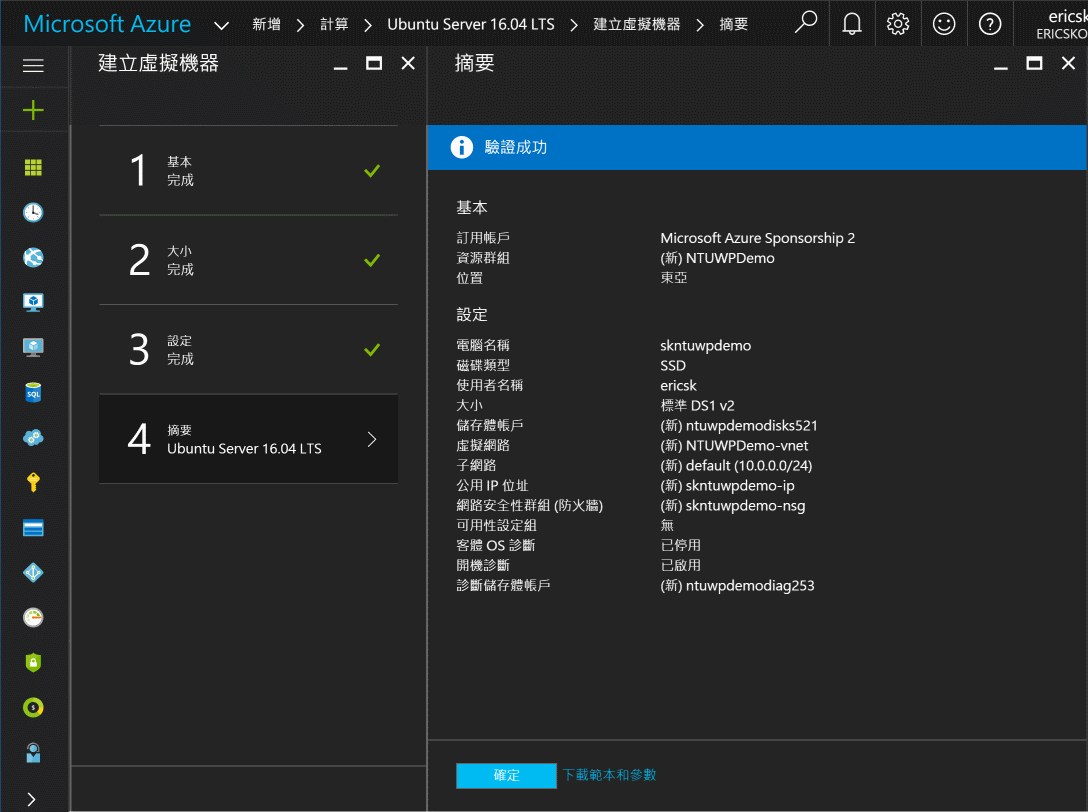 Microsoft Azure 新增 計算 Ubuntu Server 16.04 LTS 建立虛擬機器 摘要
ericsk
ERICSKO
建立虛擬機器
1 基本
完成
2 大小
完成
3 設定
完成
4 摘要
Ubuntu Server 16.04 LTS
摘要
驗證成功
基本
訂用帳戶 Microsoft Azure Sponsorship 2
資源群組 (新) NTUWPDemo
位置 東亞
設定
電腦名稱 skntuwpdemo
磁碟類型 SSD
使用者名稱 ericsk
大小 標準 DS1 v2
儲存體帳戶 (新) ntuwpdemodisks521
虛擬網路 (新) NTUWPDemo-vnet
子網路 (新) default (10.0.0.0/24)
公用 IP 位址 (新) skntuwpdemo-ip
網路安全性群組 (防火牆) (新) skntuwpdemo-nsg
可用性設定組 無
客體 OS 診斷 已停用
開機診斷 已啟用
診斷儲存體帳戶 (新) ntuwpdemodiag253
確定 下載範本和參數
SQL